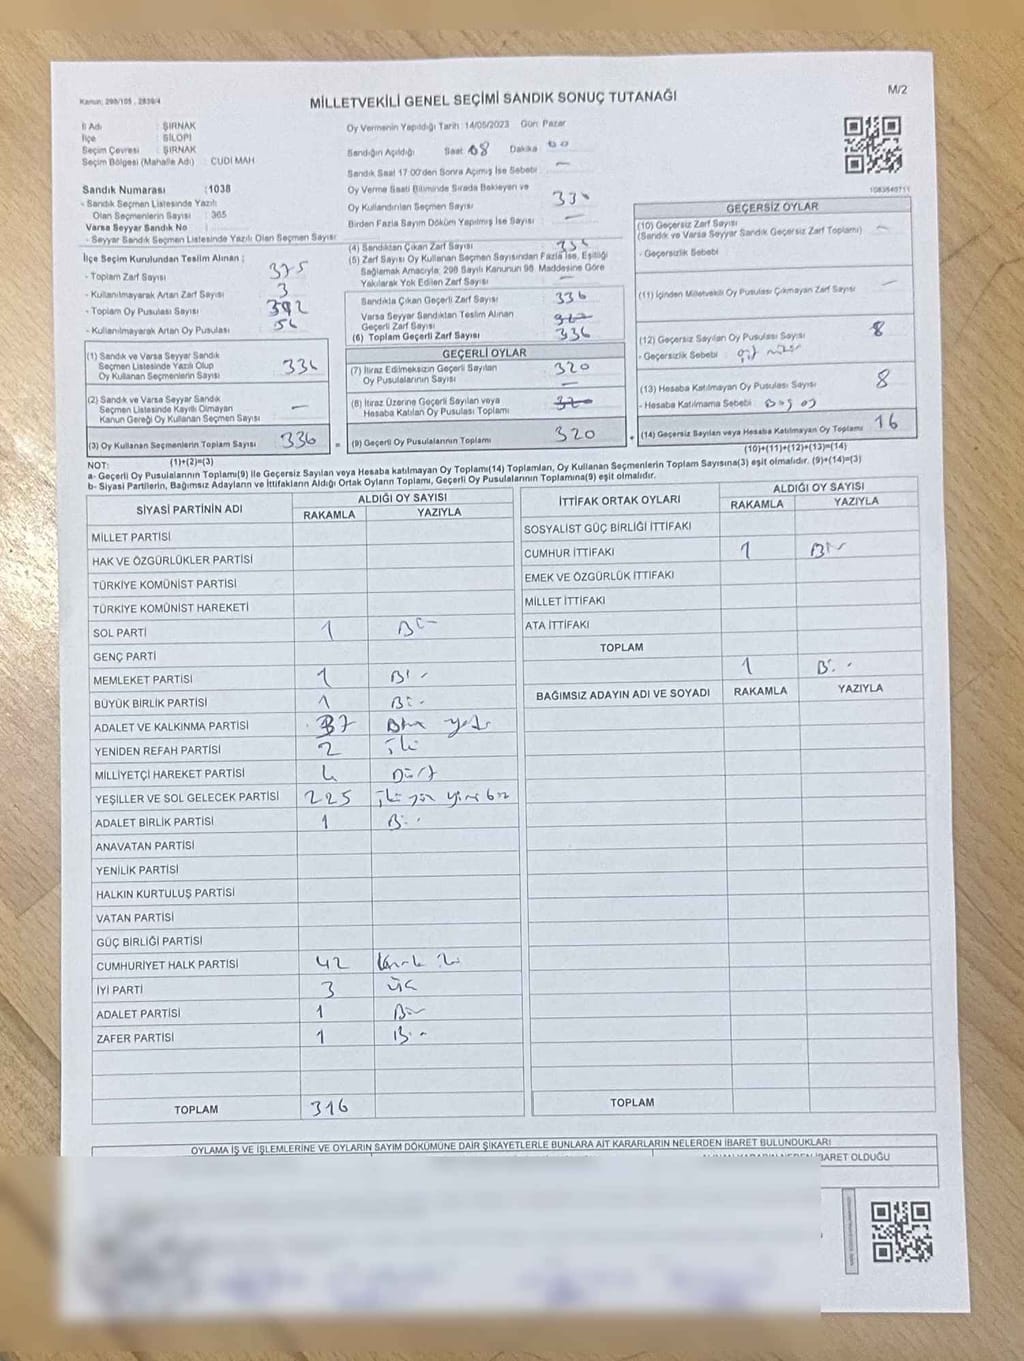 Kanun: 298/105 , 2839/4
MİLLETVEKİLİ GENEL SEÇİMİ SANDIK SONUÇ TUTANAĞI
M/2
İl Adı : ŞIRNAK
İlçe : SİLOPİ
Seçim Çevresi : ŞIRNAK
Seçim Bölgesi (Mahalle Adı) : CUDİ MAH
Sandık Numarası : 1038
- Sandık Seçmen Listesinde Yazılı
Olan Seçmenlerin Sayısı : 365
Varsa Seyyar Sandık No :
- Seyyar Sandık Seçmen Listesinde Yazılı Olan Seçmen Sayısı
İlçe Seçim Kurulundan Teslim Alınan ;
- Toplam Zarf Sayısı 375
- Kullanılmayarak Artan Zarf Sayısı 3
- Toplam Oy Pusulası Sayısı 392
- Kullanılmayarak Artan Oy Pusulası
(1) Sandık ve Varsa Seyyar Sandık
Seçmen Listesinde Yazılı Olup
Oy Kullanan Seçmenlerin Sayısı 336
(2) Sandık ve Varsa Seyyar Sandık
Seçmen Listesinde Kayıtlı Olmayan
Kanun Gereği Oy Kullanan Seçmen Sayısı —
(3) Oy Kullanan Seçmenlerin Toplam Sayısı 336 =
(1)+(2)=(3)
Oy Vermenin Yapıldığı Tarih : 14/05/2023 Gün: Pazar
Sandığın Açıldığı Saat 08 Dakika 00
Sandık Saat 17:00'den Sonra Açımış İse Sebebi —
Oy Verme Saati Bitiminde Sırada Bekleyen ve
Oy Kullandırılan Seçmen Sayısı
Birden Fazla Sayım Döküm Yapılmış İse Sayısı —
(4) Sandıktan Çıkan Zarf Sayısı
(5) Zarf Sayısı Oy Kullanan Seçmen Sayısından Fazla İse, Eşitliği
Sağlamak Amacıyla, 298 Sayılı Kanunun 98. Maddesine Göre
Yakılarak Yok Edilen Zarf Sayısı —
Sandıkta Çıkan Geçerli Zarf Sayısı 336
Varsa Seyyar Sandıktan Teslim Alınan
Geçerli Zarf Sayısı
(6) Toplam Geçerli Zarf Sayısı 336
GEÇERLİ OYLAR
(7) İtiraz Edilmeksizin Geçerli Sayılan
Oy Pusulalarının Sayısı 320
(8) İtiraz Üzerine Geçerli Sayılan veya
Hesaba Katılan Oy Pusulası Toplamı
(9) Geçerli Oy Pusulalarının Toplamı 320 +
1083540711
GEÇERSİZ OYLAR
(10) Geçersiz Zarf Sayısı
(Sandık ve Varsa Seyyar Sandık Geçersiz Zarf Toplamı) —
- Geçersizlik Sebebi
(11) İçinden Milletvekili Oy Pusulası Çıkmayan Zarf Sayısı —
(12) Geçersiz Sayılan Oy Pusulası Sayısı 8
- Geçersizlik Sebebi
(13) Hesaba Katılmayan Oy Pusulası Sayısı 8
- Hesaba Katılmama Sebebi Boş oy
(14) Geçersiz Sayılan veya Hesaba Katılmayan Oy Toplamı 16
(10)+(11)+(12)+(13)=(14)
NOT:
a- Geçerli Oy Pusulalarının Toplamı(9) ile Geçersiz Sayılan veya Hesaba katılmayan Oy Toplamı(14) Toplamları, Oy Kullanan Seçmenlerin Toplam Sayısına(3) eşit olmalıdır. (9)+(14)=(3)
b- Siyasi Partilerin, Bağımsız Adayların ve İttifakların Aldığı Ortak Oyların Toplamı, Geçerli Oy Pusulalarının Toplamına(9) eşit olmalıdır.
SİYASİ PARTİNİN ADI
ALDIĞI OY SAYISI
RAKAMLA YAZIYLA
MİLLET PARTİSİ
HAK VE ÖZGÜRLÜKLER PARTİSİ
TÜRKİYE KOMÜNİST PARTİSİ
TÜRKİYE KOMÜNİST HAREKETİ
SOL PARTİ 1 Bir
GENÇ PARTİ
MEMLEKET PARTİSİ 1 Bir
BÜYÜK BİRLİK PARTİSİ 1 Bir
ADALET VE KALKINMA PARTİSİ 37
YENİDEN REFAH PARTİSİ 2 iki
MİLLİYETÇİ HAREKET PARTİSİ 4 Dört
YEŞİLLER VE SOL GELECEK PARTİSİ 225 iki yüz yirmi beş
ADALET BİRLİK PARTİSİ 1 Bir
ANAVATAN PARTİSİ
YENİLİK PARTİSİ
HALKIN KURTULUŞ PARTİSİ
VATAN PARTİSİ
GÜÇ BİRLİĞİ PARTİSİ
CUMHURİYET HALK PARTİSİ 42 kırk iki
İYİ PARTİ 3 üç
ADALET PARTİSİ 1 Bir
ZAFER PARTİSİ 1 Bir
TOPLAM 316
İTTİFAK ORTAK OYLARI
ALDIĞI OY SAYISI
RAKAMLA YAZIYLA
SOSYALİST GÜÇ BİRLİĞİ İTTİFAKI
CUMHUR İTTİFAKI 1 Bir
EMEK VE ÖZGÜRLÜK İTTİFAKI
MİLLET İTTİFAKI
ATA İTTİFAKI
TOPLAM
1 Bir
BAĞIMSIZ ADAYIN ADI VE SOYADI RAKAMLA YAZIYLA
TOPLAM
OYLAMA İŞ VE İŞLEMLERİNE VE OYLARIN SAYIM DÖKÜMÜNE DAİR ŞİKAYETLERLE BUNLARA AİT KARARLARIN NELERDEN İBARET BULUNDUKLARI
İBARET OLDUĞU